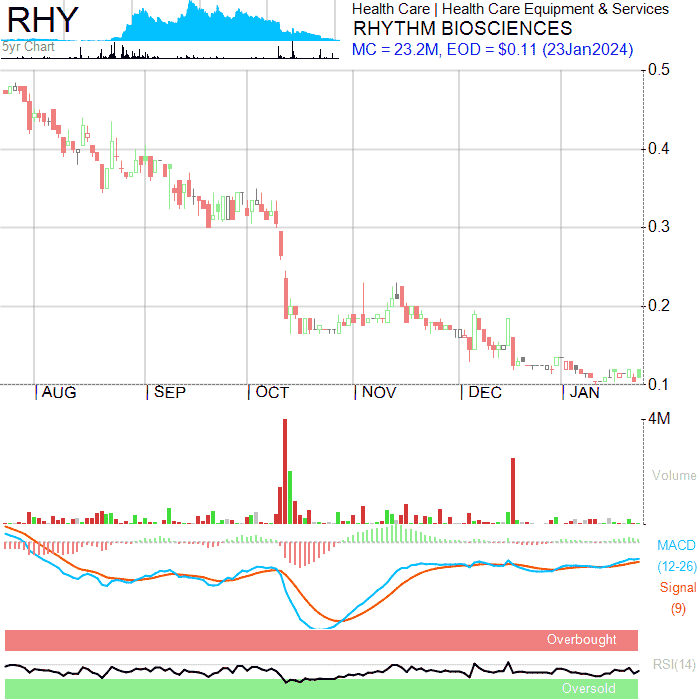 RHY
5yr Chart
Health Care | Health Care Equipment & Services
RHYTHM BIOSCIENCES
MC = 23.2M, EOD = $0.11 (23Jan2024)
0.5
0.4
0.3
0.2
0.1
AUG SEP OCT NOV DEC JAN
4M
Volume
MACD
(12-26)
Signal
(9)
Overbought
RSI(14)
Oversold